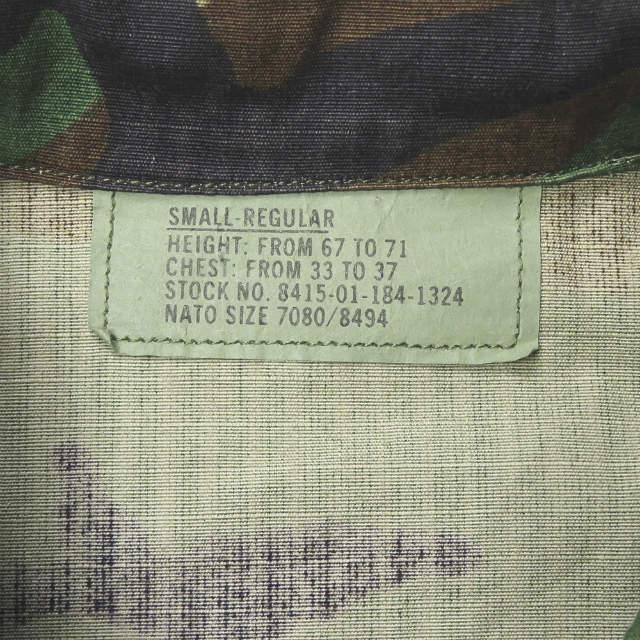 SMALL-REGULAR
HEIGHT: FROM 67 TO 71
CHEST: FROM 33 TO 37
STOCK NO. 8415-01-184-1324
NATO SIZE 7080/8494